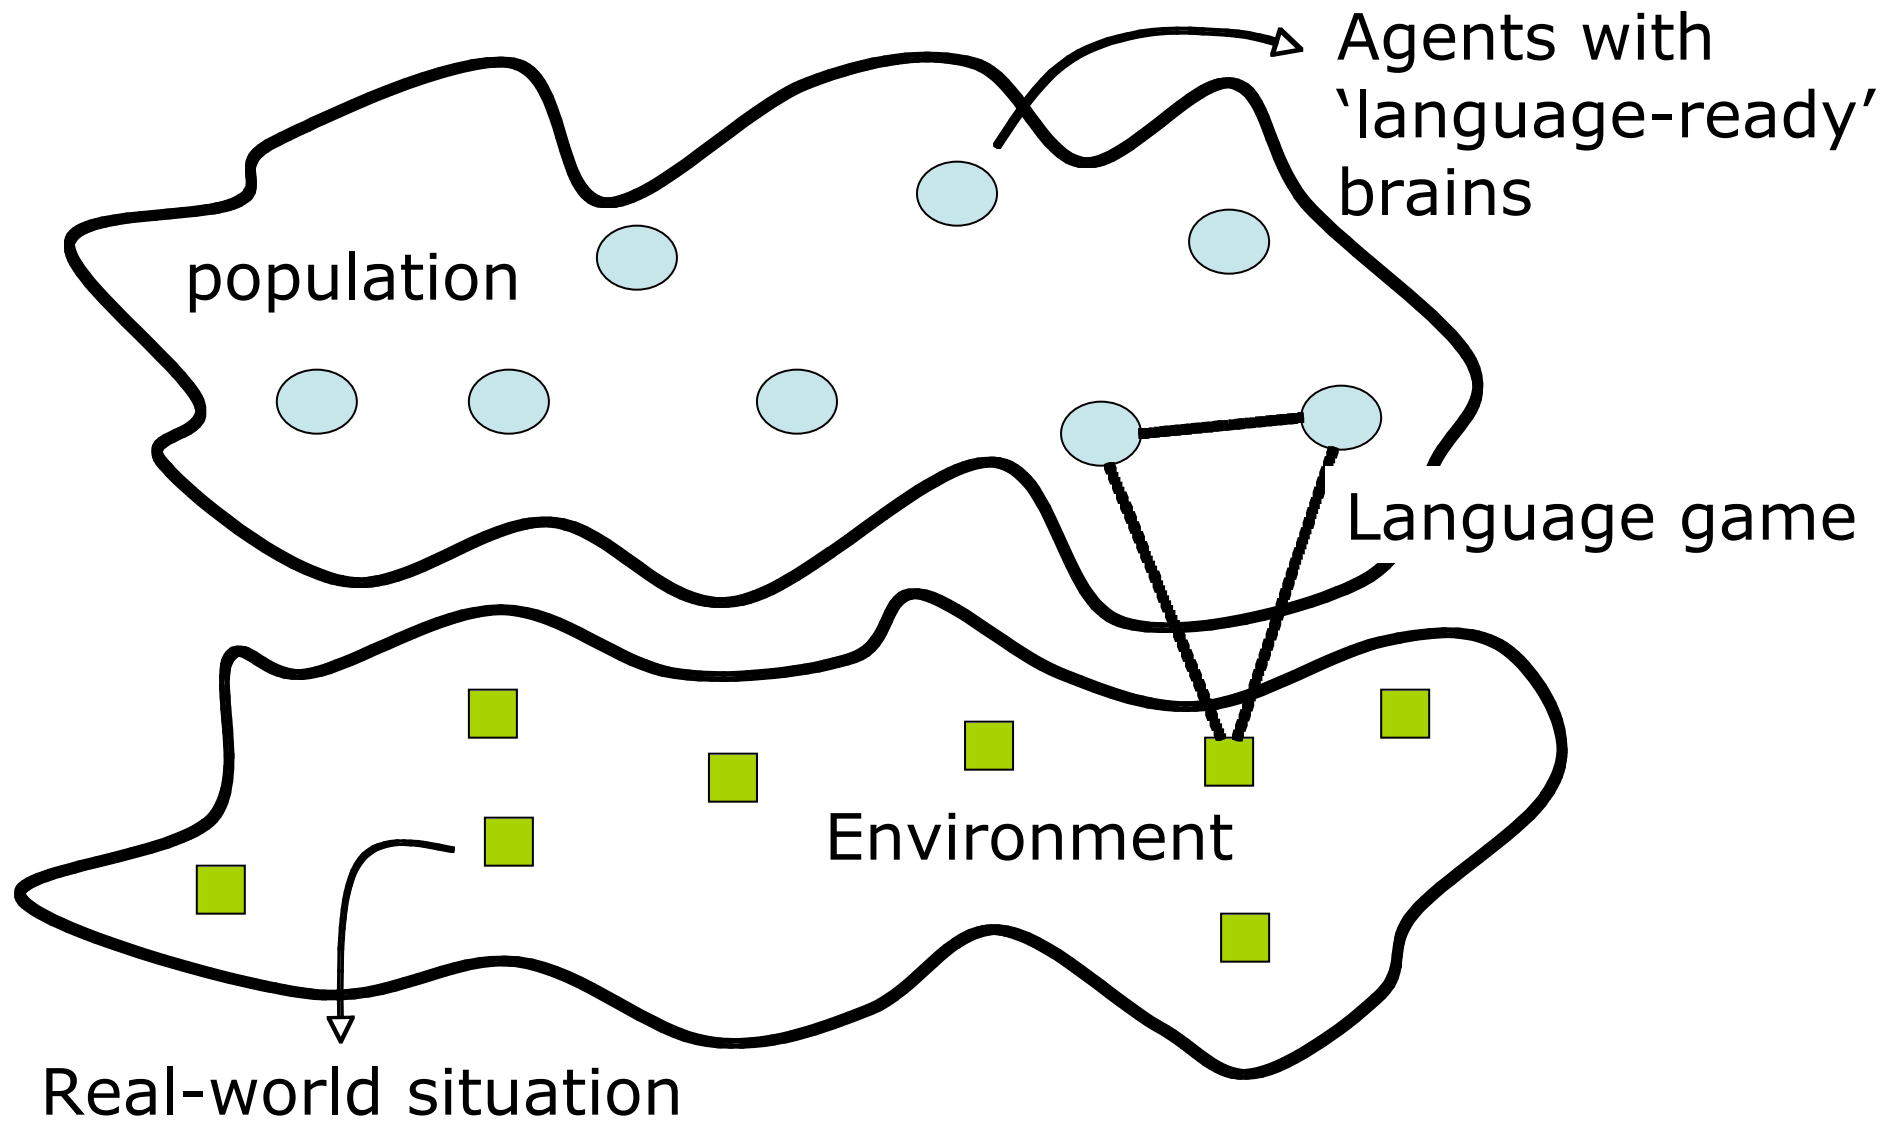 Agents with
‘language-ready’
brains
population
Language game
Environment
Real-world situation